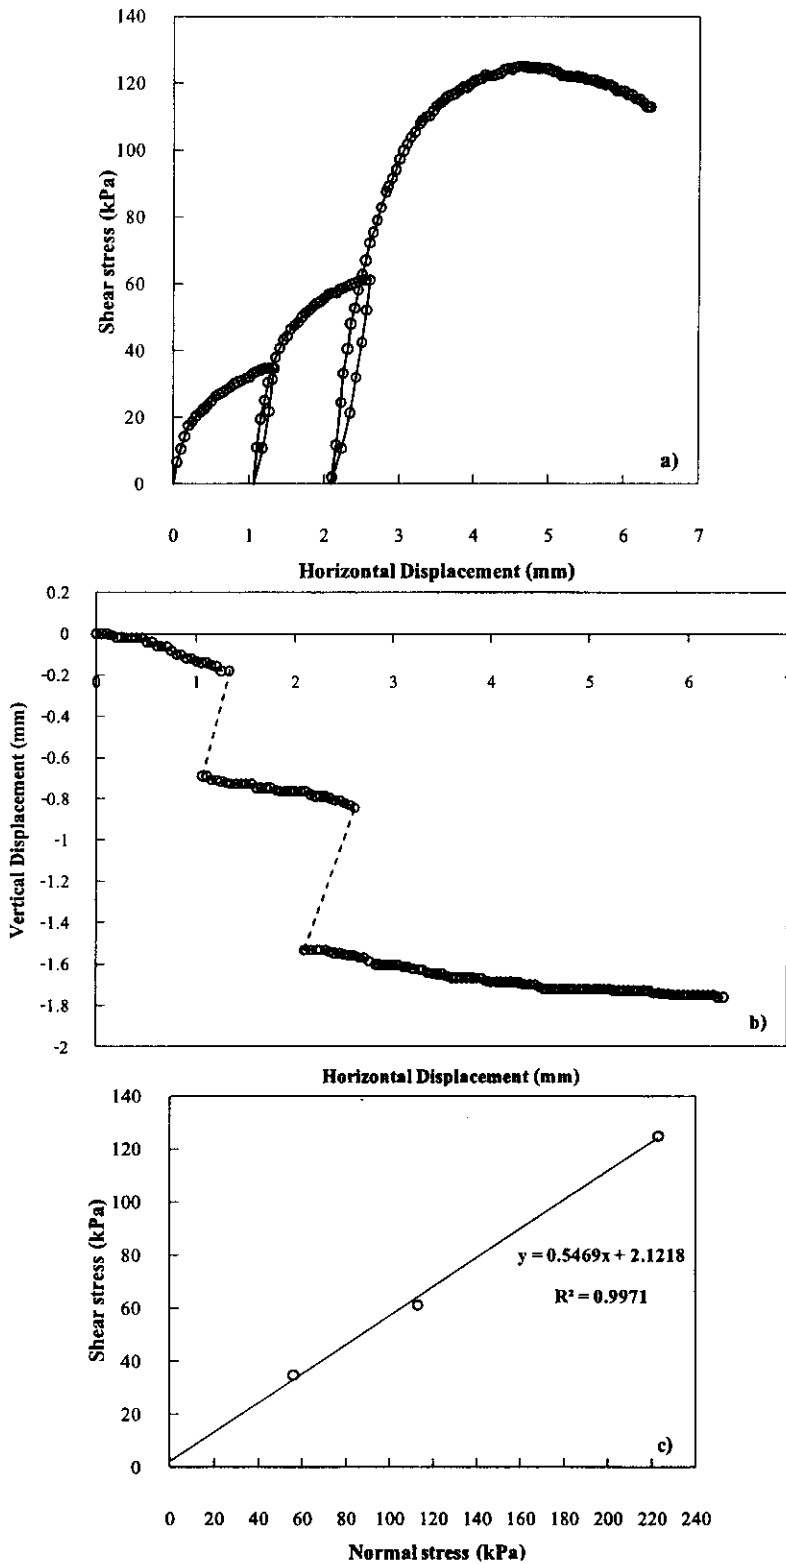 140
120
100
80
60
40
20
0
Shear stress (kPa)
a)
0 1 2 3 4 5 6 7
Horizontal Displacement (mm)
0.2
0
-0.2
-0.4
-0.6
-0.8
-1
-1.2
-1.4
-1.6
-1.8
-2
Vertical Displacement (mm)
0 1 2 3 4 5 6 7
b)
Horizontal Displacement (mm)
140
120
100
80
60
40
20
0
Shear stress (kPa)
y = 0.5469x + 2.1218
R² = 0.9971
c)
0 20 40 60 80 100 120 140 160 180 200 220 240
Normal stress (kPa)